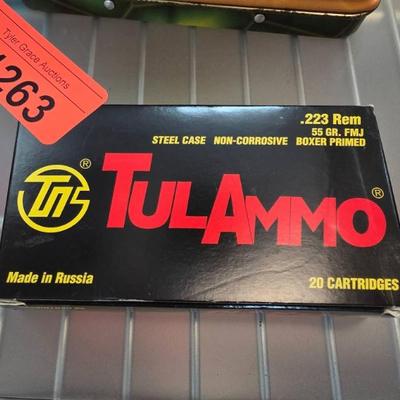 Tyler Grace Auctions
1263
.223 Rem
55 GR. FMJ
STEEL CASE NON-CORROSIVE BOXER PRIMED
®
TULAMMO®
Made in Russia
20 CARTRIDGES